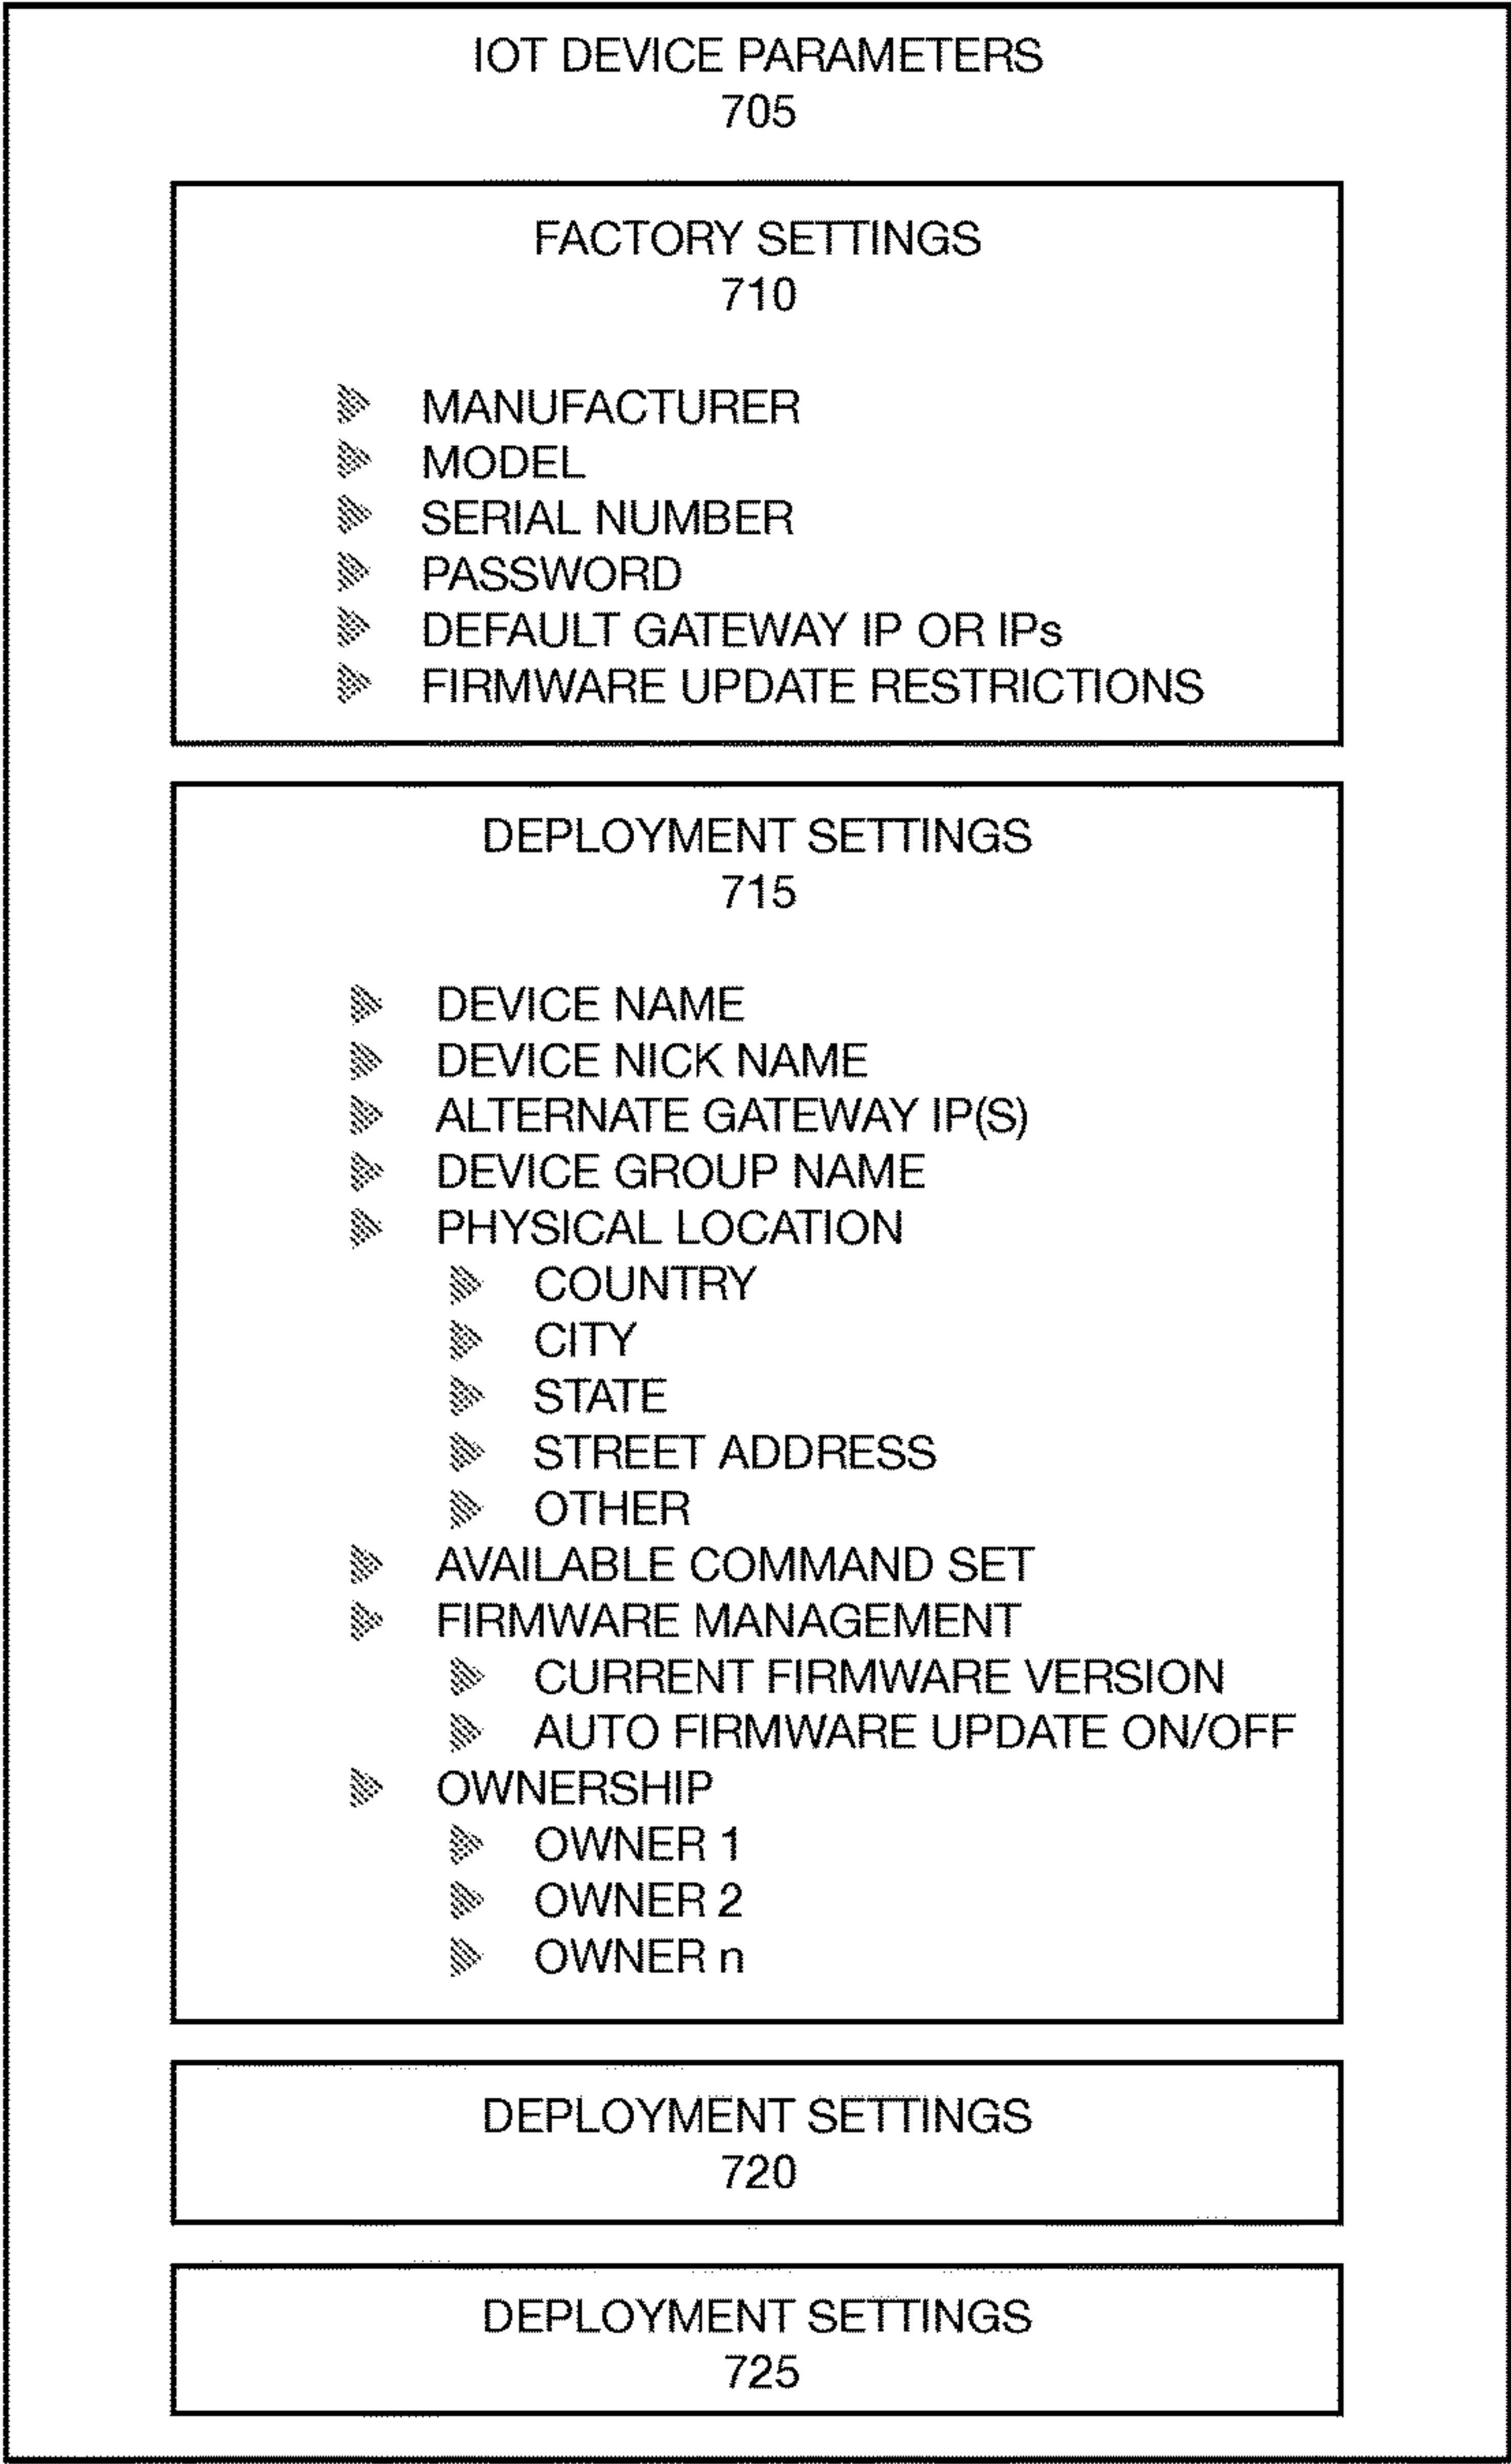 IOT DEVICE PARAMETERS
705
FACTORY SETTINGS
710
MANUFACTURER
MODEL
SERIAL NUMBER
PASSWORD
DEFAULT GATEWAY IP OR IPs
FIRMWARE UPDATE RESTRICTIONS
DEPLOYMENT SETTINGS
715
DEVICE NAME
DEVICE NICK NAME
ALTERNATE GATEWAY IP(S)
DEVICE GROUP NAME
PHYSICAL LOCATION
COUNTRY
CITY
STATE
STREET ADDRESS
OTHER
AVAILABLE COMMAND SET
FIRMWARE MANAGEMENT
CURRENT FIRMWARE VERSION
AUTO FIRMWARE UPDATE ON/OFF
OWNERSHIP
OWNER 1
OWNER 2
OWNER n
DEPLOYMENT SETTINGS
720
DEPLOYMENT SETTINGS
725